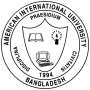 AMERICAN INTERNATIONAL UNIVERSITY
PRAESIDIUM
1994
BANGLADESH